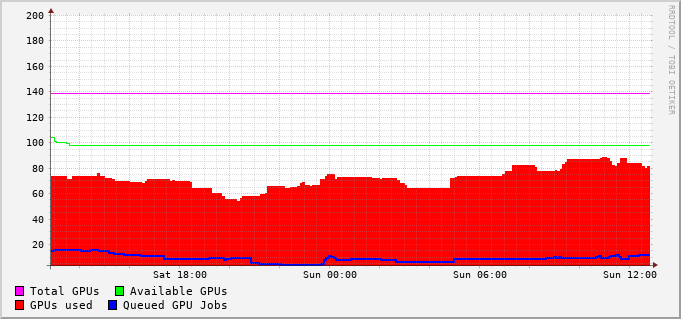 200
180
160
140
120
100
80
60
40
20
Sat 18:00 Sun 00:00 Sun 06:00 Sun 12:00
Total GPUs Available GPUs
GPUs used Queued GPU Jobs
RRDTOOL / TOBI OETIKER